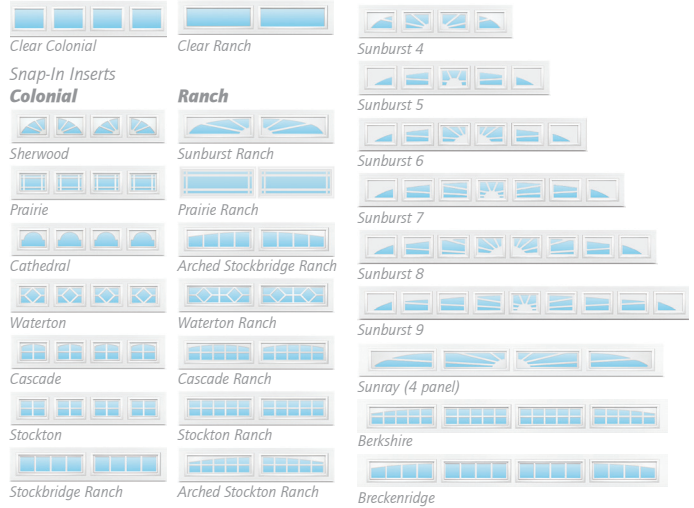 Clear Colonial
Snap-In Inserts
Colonial
Sherwood
Prairie
Cathedral
Waterton
Cascade
Stockton
Stockbridge Ranch
Clear Ranch
Ranch
Sunburst Ranch
Prairie Ranch
Arched Stockbridge Ranch
Waterton Ranch
Cascade Ranch
Stockton Ranch
Arched Stockton Ranch
Sunburst 4
Sunburst 5
Sunburst 6
Sunburst 7
Sunburst 8
Sunburst 9
Sunray (4 panel)
Berkshire
Breckenridge